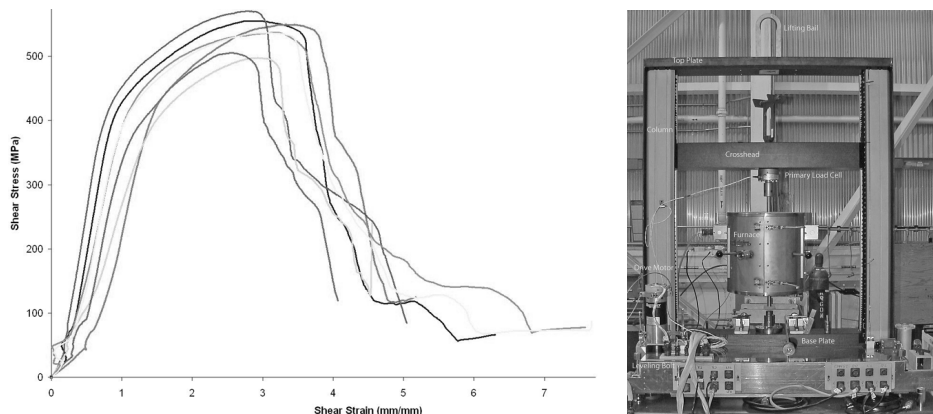 500
400
300
200
100
0
Shear Stress (MPa)
0 1 2 3 4 5 6 7
Shear Strain (mm/mm)
Lifting Bail
Top Plate
Column
Crosshead
Primary Load Cell
Furnace
Drive Motor
Base Plate
Leveling Bolt